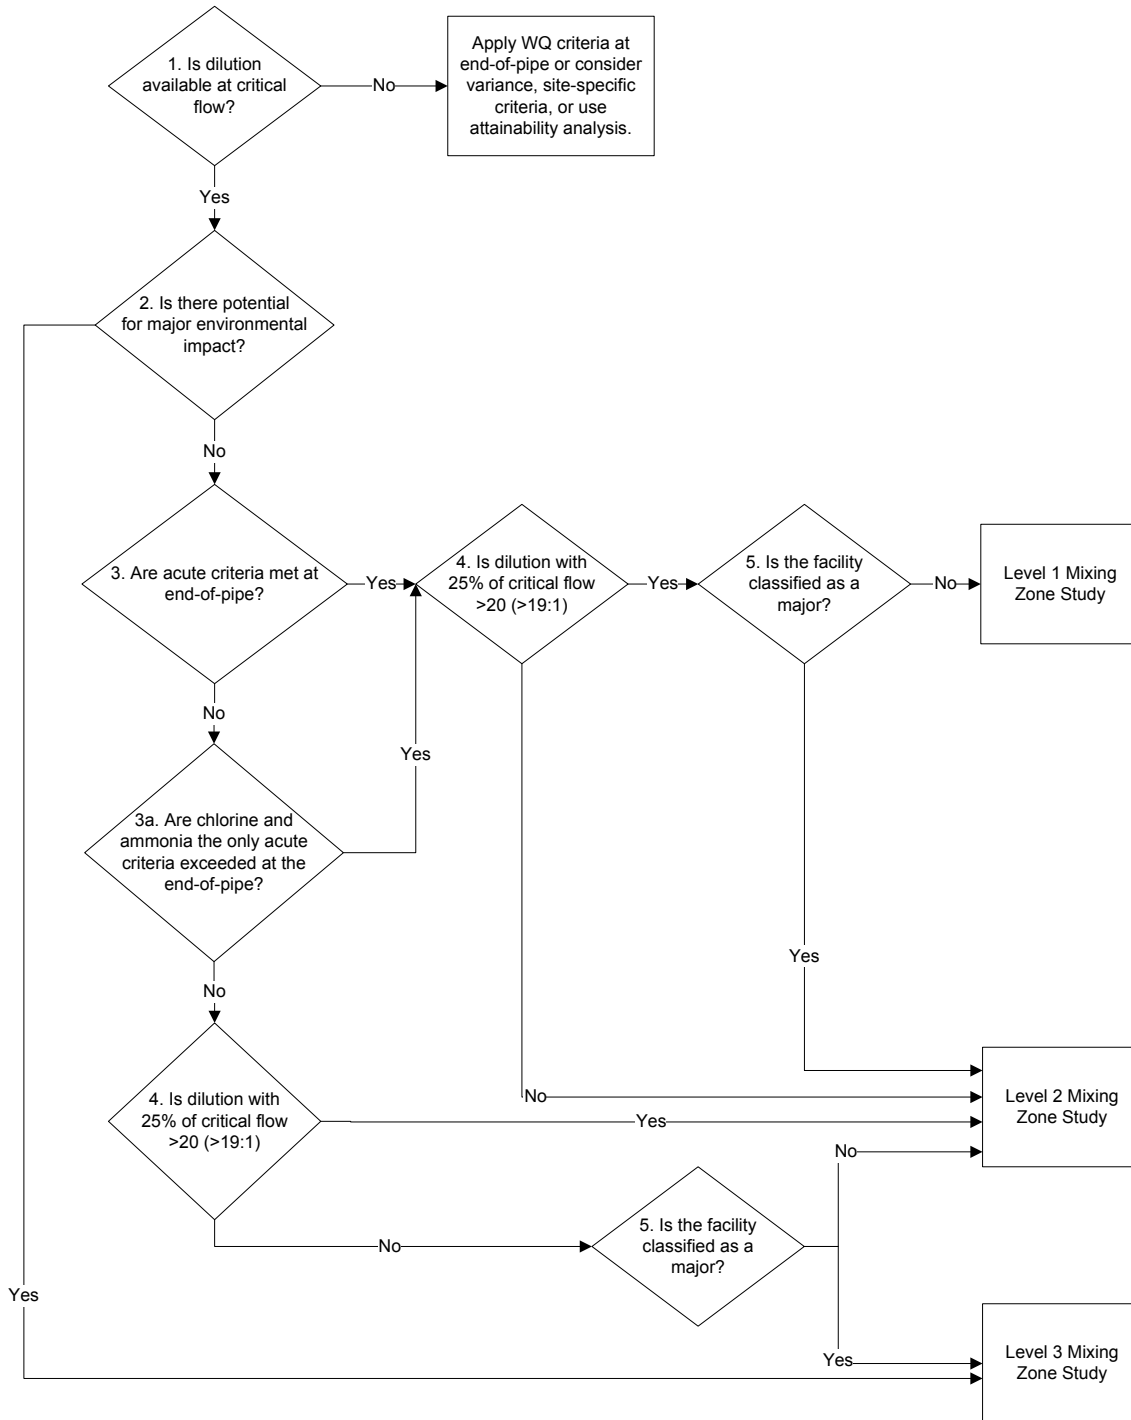 1. Is dilution
available at critical
flow?
No
Apply WQ criteria at
end-of-pipe or consider
variance, site-specific
criteria, or use
attainability analysis.
Yes
2. Is there potential
for major environmental
impact?
No
3. Are acute criteria met at
end-of-pipe?
Yes
4. Is dilution with
25% of critical flow
>20 (>19:1)
Yes
5. Is the facility
classified as a
major?
No
Level 1 Mixing
Zone Study
No
Yes
3a. Are chlorine and
ammonia the only acute
criteria exceeded at the
end-of-pipe?
Yes
No
4. Is dilution with
25% of critical flow
>20 (>19:1)
No
Yes
Level 2 Mixing
Zone Study
No
No
5. Is the facility
classified as a
major?
Yes
Yes
Level 3 Mixing
Zone Study